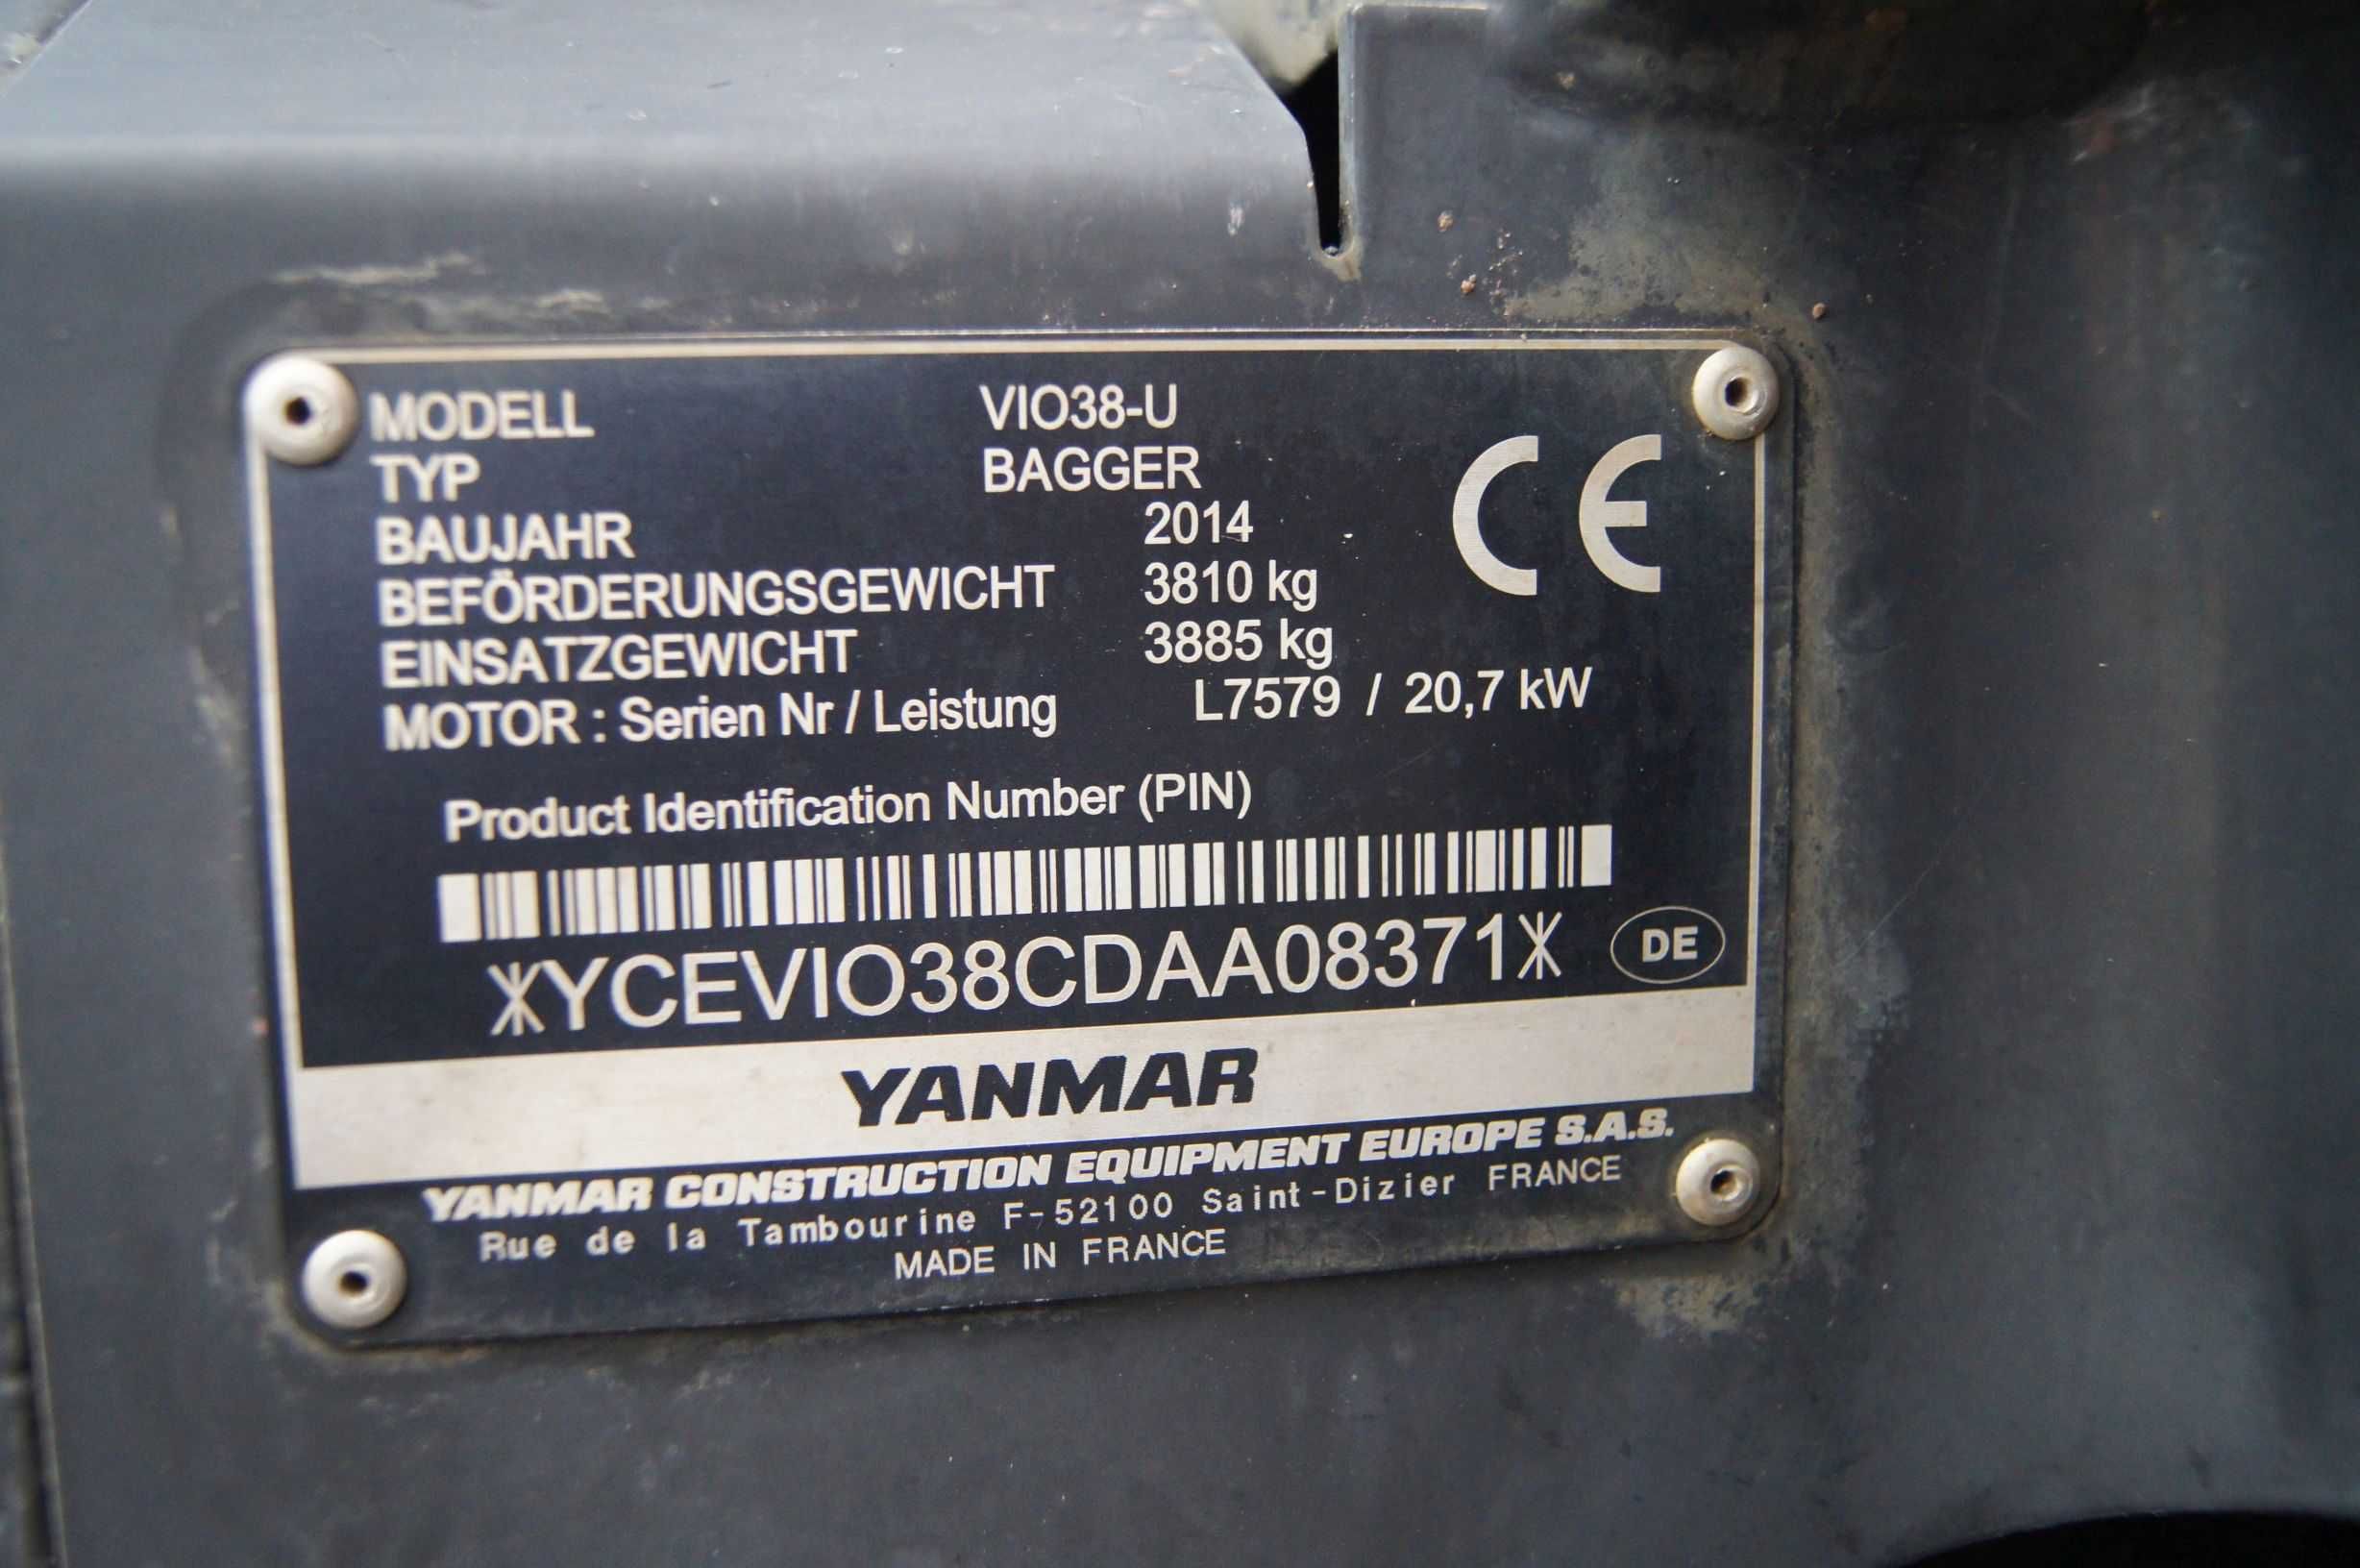 MODELL VIO38-U
TYP BAGGER
BAUJAHR 2014
BEFÖRDERUNGSGEWICHT 3810 kg
EINSATZGEWICHT 3885 kg
MOTOR : Serien Nr / Leistung L7579 / 20,7 kW
CE
Product Identification Number (PIN)
YCEVIO38CDAA08371
DE
YANMAR
YANMAR CONSTRUCTION EQUIPMENT EUROPE S.A.S.
Rue de la Tambourine F-52100 Saint-Dizier FRANCE
MADE IN FRANCE